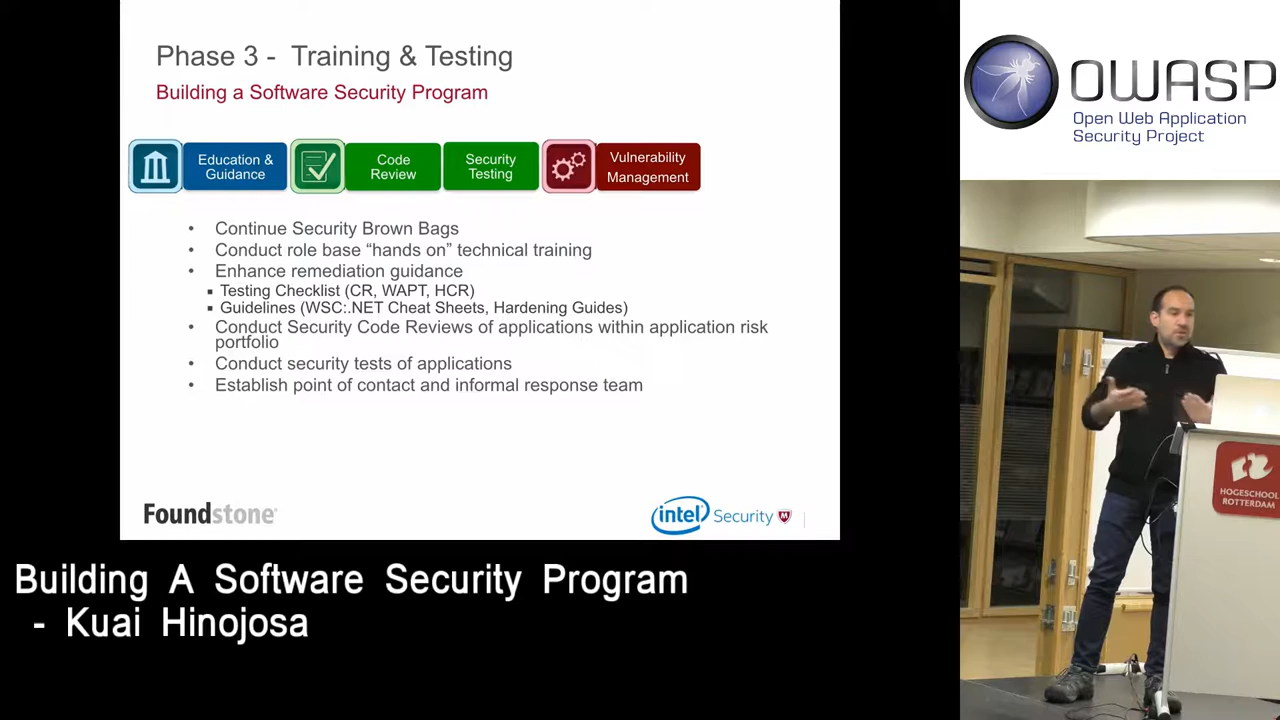 Phase 3 - Training & Testing
Building a Software Security Program
Education &
Guidance
Code
Review
Security
Testing
Vulnerability
Management
• Continue Security Brown Bags
• Conduct role base “hands on” technical training
• Enhance remediation guidance
▪ Testing Checklist (CR, WAPT, HCR)
▪ Guidelines (WSC:.NET Cheat Sheets, Hardening Guides)
• Conduct Security Code Reviews of applications within application risk
portfolio
• Conduct security tests of applications
• Establish point of contact and informal response team
Foundstone
intel Security
Building A Software Security Program
- Kuai Hinojosa
OWASP
Open Web Application
Security Project
HOGESCHOOL
ROTTERDAM